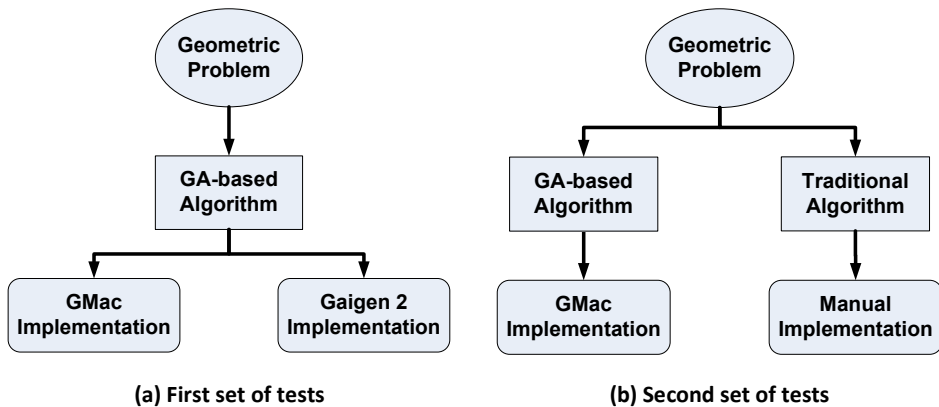 Geometric
Problem
GA-based
Algorithm
GMac
Implementation
Gaigen 2
Implementation
(a) First set of tests
Geometric
Problem
GA-based
Algorithm
Traditional
Algorithm
GMac
Implementation
Manual
Implementation
(b) Second set of tests